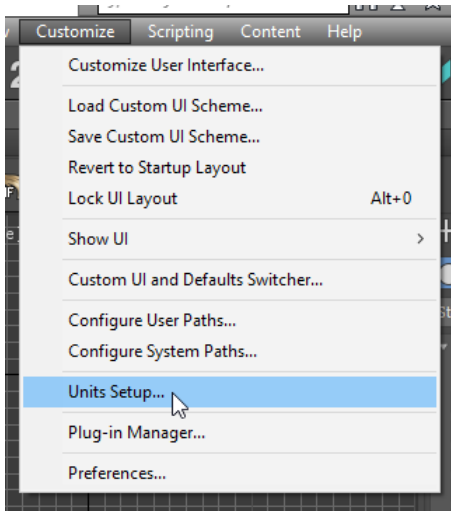 Customize Scripting Content Help
Customize User Interface...
Load Custom UI Scheme...
Save Custom UI Scheme...
Revert to Startup Layout
Lock UI Layout Alt+0
Show UI
Custom UI and Defaults Switcher...
Configure User Paths...
Configure System Paths...
Units Setup...
Plug-in Manager...
Preferences...